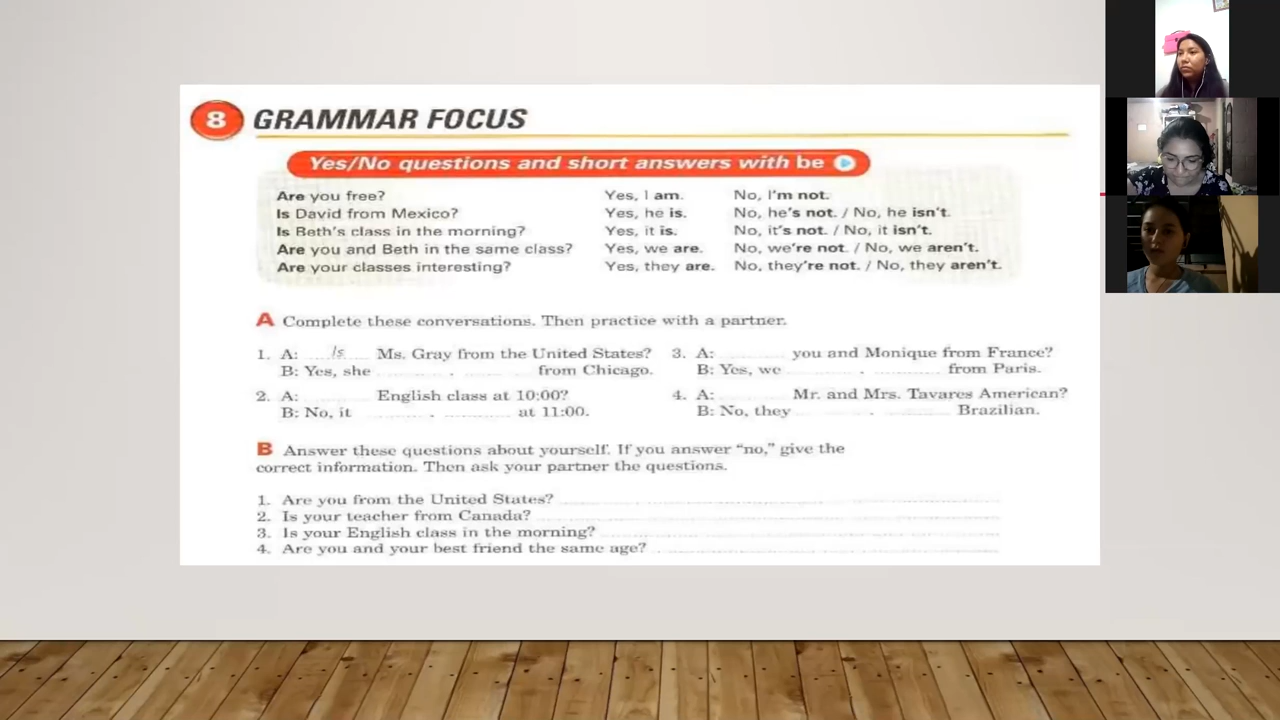 8 GRAMMAR FOCUS
Yes/No questions and short answers with be
Are you free? Yes, I am. No, I'm not.
Is David from Mexico? Yes, he is. No, he's not. / No, he isn't.
Is Beth's class in the morning? Yes, it is. No, it's not. / No, it isn't.
Are you and Beth in the same class? Yes, we are. No, we're not. / No, we aren't.
Are your classes interesting? Yes, they are. No, they're not. / No, they aren't.
A Complete these conversations. Then practice with a partner.
1. A: Is Ms. Gray from the United States?
B: Yes, she ........ . ........ from Chicago.
2. A: ........ English class at 10:00?
B: No, it ........ . ........ at 11:00.
3. A: ........ you and Monique from France?
B: Yes, we ........ . ........ from Paris.
4. A: ........ Mr. and Mrs. Tavares American?
B: No, they ........ . ........ Brazilian.
B Answer these questions about yourself. If you answer "no," give the
correct information. Then ask your partner the questions.
1. Are you from the United States?
2. Is your teacher from Canada?
3. Is your English class in the morning?
4. Are you and your best friend the same age?